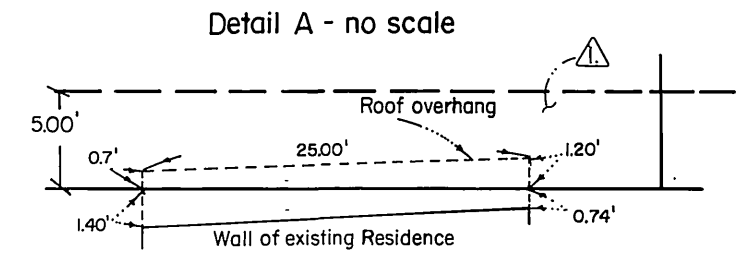 Detail A - no scale
1.
Roof overhang
5.00'
0.7'
25.00'
1.20'
1.40'
0.74'
Wall of existing Residence